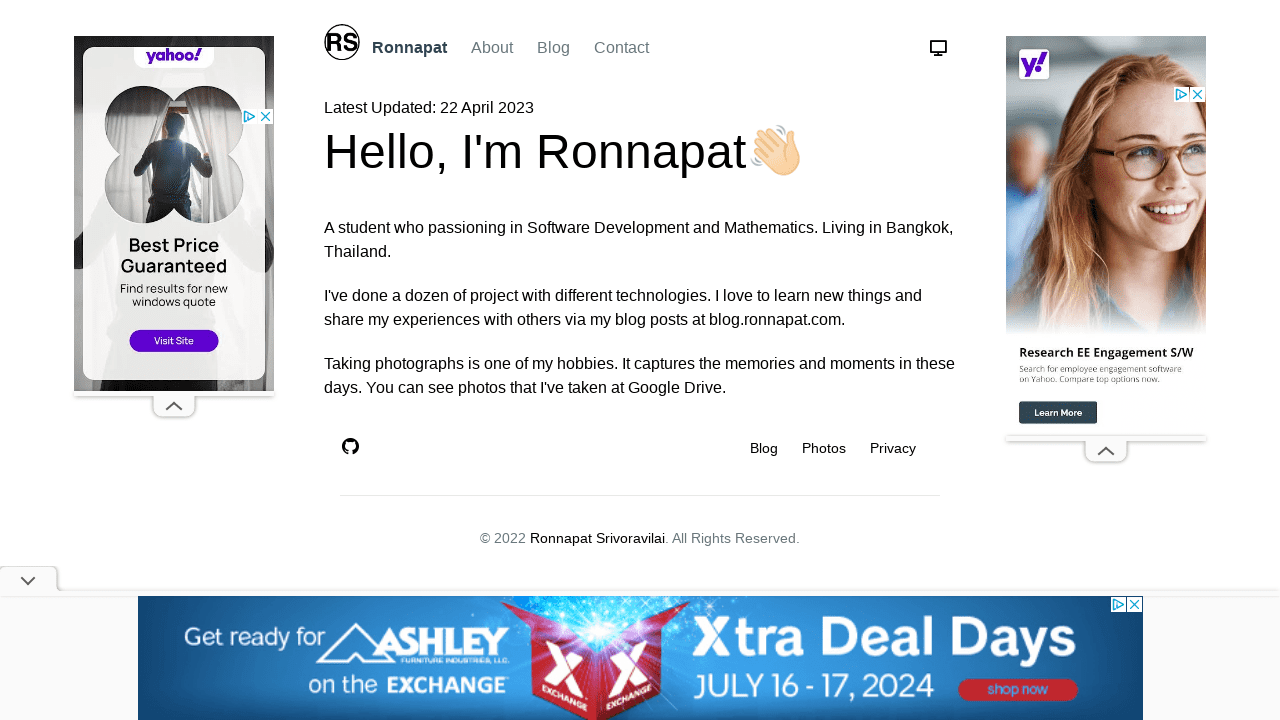 RS
Ronnapat About Blog Contact
yahoo!
Best Price
Guaranteed
Find results for new
windows quote
Visit Site
Latest Updated: 22 April 2023
Hello, I'm Ronnapat👋🏻
A student who passioning in Software Development and Mathematics. Living in Bangkok,
Thailand.
I've done a dozen of project with different technologies. I love to learn new things and
share my experiences with others via my blog posts at blog.ronnapat.com.
Taking photographs is one of my hobbies. It captures the memories and moments in these
days. You can see photos that I've taken at Google Drive.
Blog Photos Privacy
© 2022 Ronnapat Srivoravilai. All Rights Reserved.
y!
Research EE Engagement S/W
Search for employee engagement software
on Yahoo. Compare top options now.
Learn More
Get ready for ASHLEY
FURNITURE INDUSTRIES, LLC.
on the EXCHANGE
X X
EXCHANGE EXCHANGE
Xtra Deal Days
JULY 16 - 17, 2024
shop now